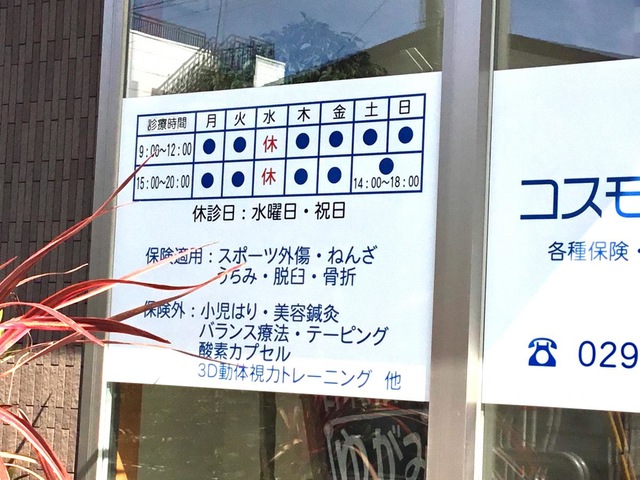 診療時間 月 火 水 木 金 土 日
9:00~12:00 ● ● 休 ● ● ● ●
15:00~20:00 ● ● 休 ● ● ●
14:00~18:00
休診日:水曜日・祝日
保険適用:スポーツ外傷・ねんざ
うちみ・脱臼・骨折
保険外:小児はり・美容鍼灸
バランス療法・テーピング
酸素カプセル
3D動体視力トレーニング 他
コスモ
各種保険・
☎ 029
ゆがみ